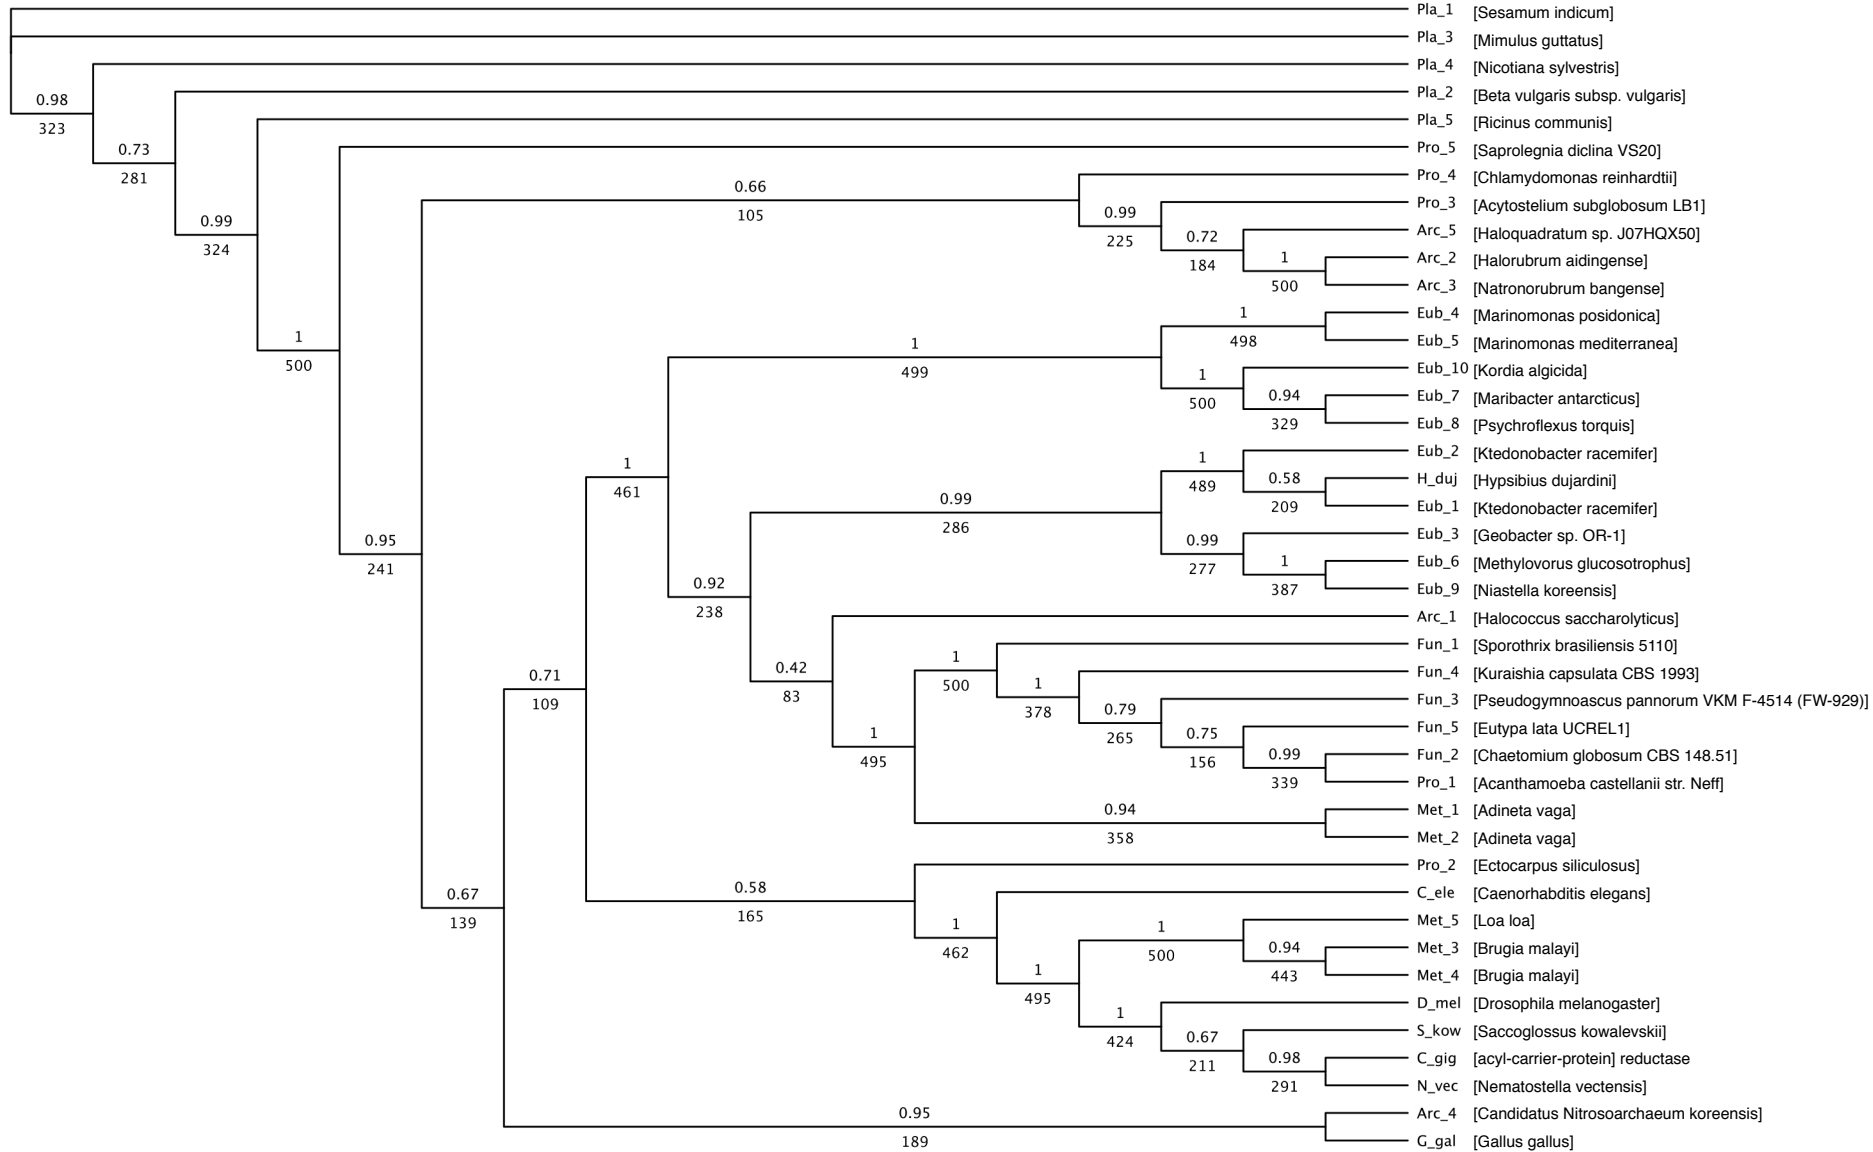 Pla_1 [Sesamum indicum]
Pla_3 [Mimulus guttatus]
Pla_4 [Nicotiana sylvestris]
0.98
Pla_2 [Beta vulgaris subsp. vulgaris]
323
Pla_5 [Ricinus communis]
0.73
Pro_5 [Saprolegnia diclina VS20]
281
Pro_4 [Chlamydomonas reinhardtii]
0.66
Pro_3 [Acytostelium subglobosum LB1]
105
0.99
0.99
Arc_5 [Haloquadratum sp. J07HQX50]
0.72
225
324
Arc_2 [Halorubrum aidingense]
1
184
Arc_3 [Natronorubrum bangense]
500
Eub_4 [Marinomonas posidonica]
1
1
Eub_5 [Marinomonas mediterranea]
498
1
500
Eub_10 [Kordia algicida]
499
1
Eub_7 [Maribacter antarcticus]
0.94
500
Eub_8 [Psychroflexus torquis]
329
Eub_2 [Ktedonobacter racemifer]
1
1
H_duj [Hypsibius dujardini]
0.58
489
461
Eub_1 [Ktedonobacter racemifer]
209
0.99
286
Eub_3 [Geobacter sp. OR-1]
0.99
0.95
Eub_6 [Methylovorus glucosotrophus]
1
277
241
Eub_9 [Niastella koreensis]
387
0.92
238
Arc_1 [Halococcus saccharolyticus]
Fun_1 [Sporothrix brasiliensis 5110]
1
0.42
Fun_4 [Kuraishia capsulata CBS 1993]
500
1
0.71
83
Fun_3 [Pseudogymnoascus pannorum VKM F-4514 (FW-929)]
378
0.79
109
Fun_5 [Eutypa lata UCREL1]
265
0.75
1
Fun_2 [Chaetomium globosum CBS 148.51]
0.99
156
495
Pro_1 [Acanthamoeba castellanii str. Neff]
339
Met_1 [Adineta vaga]
0.94
Met_2 [Adineta vaga]
358
Pro_2 [Ectocarpus siliculosus]
0.58
C_ele [Caenorhabditis elegans]
0.67
165
Met_5 [Loa loa]
139
1
1
Met_3 [Brugia malayi]
0.94
462
500
Met_4 [Brugia malayi]
443
1
495
D_mel [Drosophila melanogaster]
1
S_kow [Saccoglossus kowalevskii]
0.67
424
C_gig [acyl-carrier-protein] reductase
0.98
211
N_vec [Nematostella vectensis]
291
Arc_4 [Candidatus Nitrosoarchaeum koreensis]
0.95
G_gal [Gallus gallus]
189